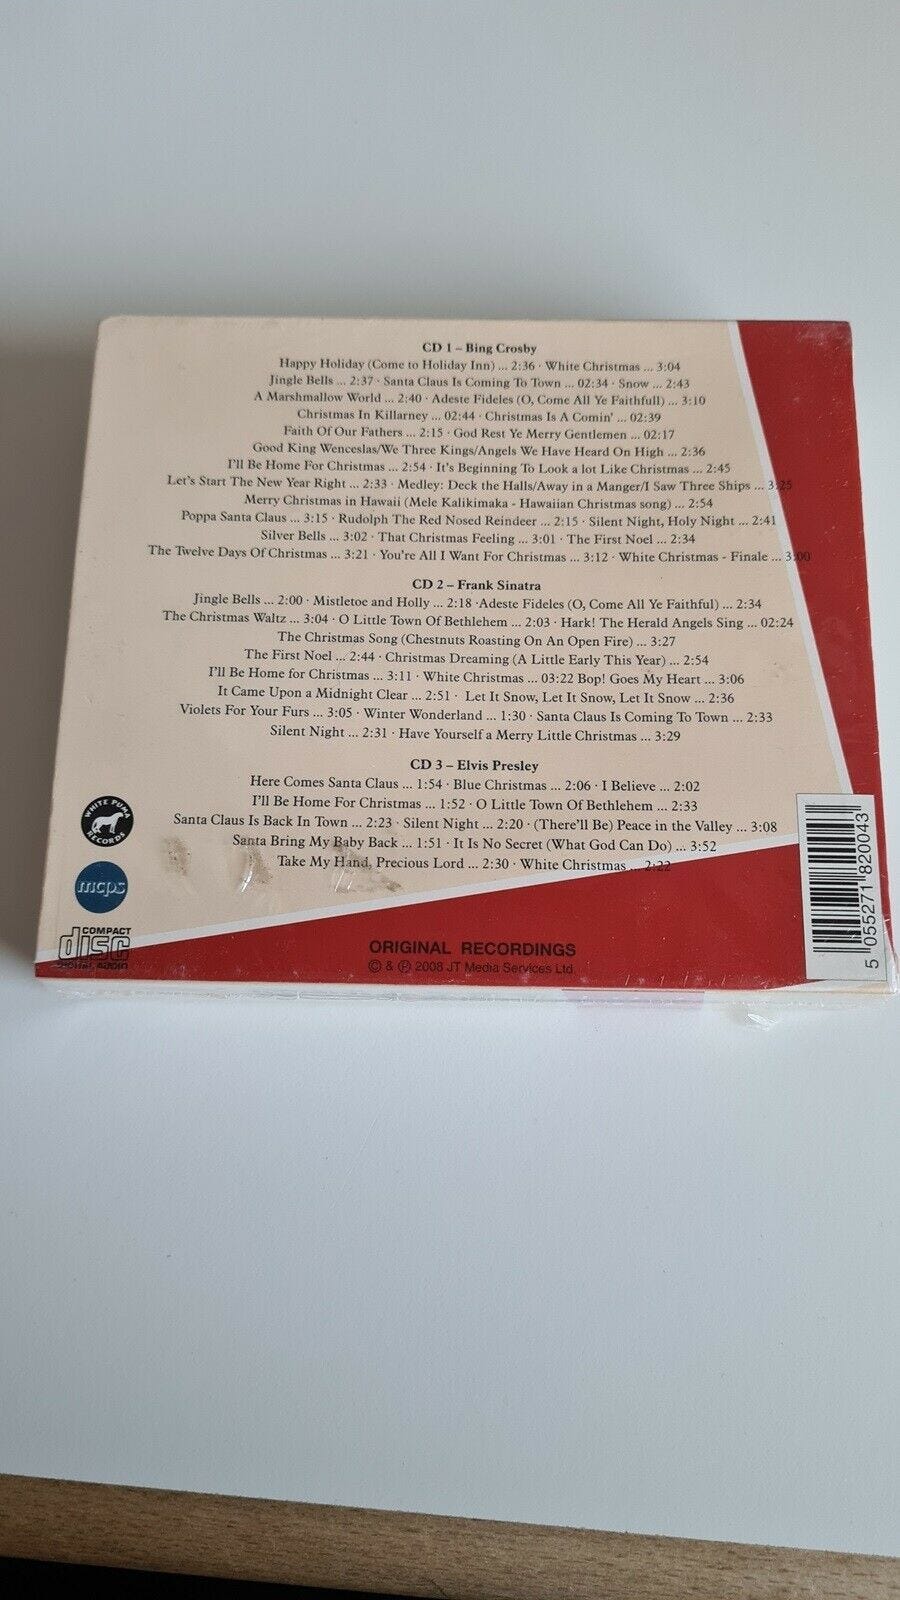 CD 1 – Bing Crosby
Happy Holiday (Come to Holiday Inn) ... 2:36 · White Christmas ... 3:04
Jingle Bells ... 2:37 · Santa Claus Is Coming To Town ... 02:34 · Snow ... 2:43
A Marshmallow World ... 2:40 · Adeste Fideles (O, Come All Ye Faithfull) ... 3:10
Christmas In Killarney ... 02:44 · Christmas Is A Comin' ... 02:39
Faith Of Our Fathers ... 2:15 · God Rest Ye Merry Gentlemen ... 02:17
Good King Wenceslas/We Three Kings/Angels We Have Heard On High ... 2:36
I'll Be Home For Christmas ... 2:54 · It's Beginning To Look a lot Like Christmas ... 2:45
Let's Start The New Year Right ... 2:33 · Medley: Deck the Halls/Away in a Manger/I Saw Three Ships ... 3:25
Merry Christmas in Hawaii (Mele Kalikimaka - Hawaiian Christmas song) ... 2:54
Poppa Santa Claus ... 3:15 · Rudolph The Red Nosed Reindeer ... 2:15 · Silent Night, Holy Night ... 2:41
Silver Bells ... 3:02 · That Christmas Feeling ... 3:01 · The First Noel ... 2:34
The Twelve Days Of Christmas ... 3:21 · You're All I Want For Christmas ... 3:12 · White Christmas - Finale ... 3:00
CD 2 – Frank Sinatra
Jingle Bells ... 2:00 · Mistletoe and Holly ... 2:18 ·Adeste Fideles (O, Come All Ye Faithful) ... 2:34
The Christmas Waltz ... 3:04 · O Little Town Of Bethlehem ... 2:03 · Hark! The Herald Angels Sing ... 02:24
The Christmas Song (Chestnuts Roasting On An Open Fire) ... 3:27
The First Noel ... 2:44 · Christmas Dreaming (A Little Early This Year) ... 2:54
I'll Be Home for Christmas ... 3:11 · White Christmas ... 03:22 Bop! Goes My Heart ... 3:06
It Came Upon a Midnight Clear ... 2:51 · Let It Snow, Let It Snow, Let It Snow ... 2:36
Violets For Your Furs ... 3:05 · Winter Wonderland ... 1:30 · Santa Claus Is Coming To Town ... 2:33
Silent Night ... 2:31 · Have Yourself a Merry Little Christmas ... 3:29
CD 3 – Elvis Presley
Here Comes Santa Claus ... 1:54 · Blue Christmas ... 2:06 · I Believe ... 2:02
I'll Be Home For Christmas ... 1:52 · O Little Town Of Bethlehem ... 2:33
Santa Claus Is Back In Town ... 2:23 · Silent Night ... 2:20 · (There'll Be) Peace in the Valley ... 3:08
Santa Bring My Baby Back ... 1:51 · It Is No Secret (What God Can Do) ... 3:52
Take My Hand, Precious Lord ... 2:30 · White Christmas ... 2:22
WHITE PUMA
RECORDS
mcps
COMPACT
disc
DIGITAL AUDIO
ORIGINAL RECORDINGS
© & ℗ 2008 JT Media Services Ltd.
5 055271 820043